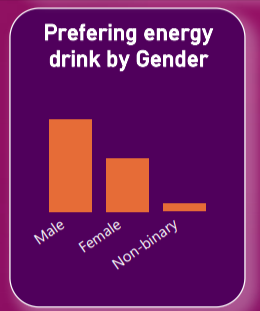 Prefering energy
drink by Gender
Male
Female
Non-binary